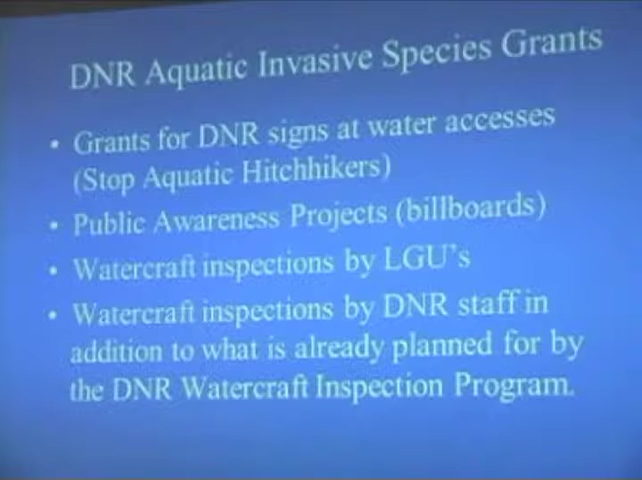 DNR Aquatic Invasive Species Grants
• Grants for DNR signs at water accesses
(Stop Aquatic Hitchhikers)
• Public Awareness Projects (billboards)
• Watercraft inspections by LGU's
• Watercraft inspections by DNR staff in
addition to what is already planned for by
the DNR Watercraft Inspection Program.